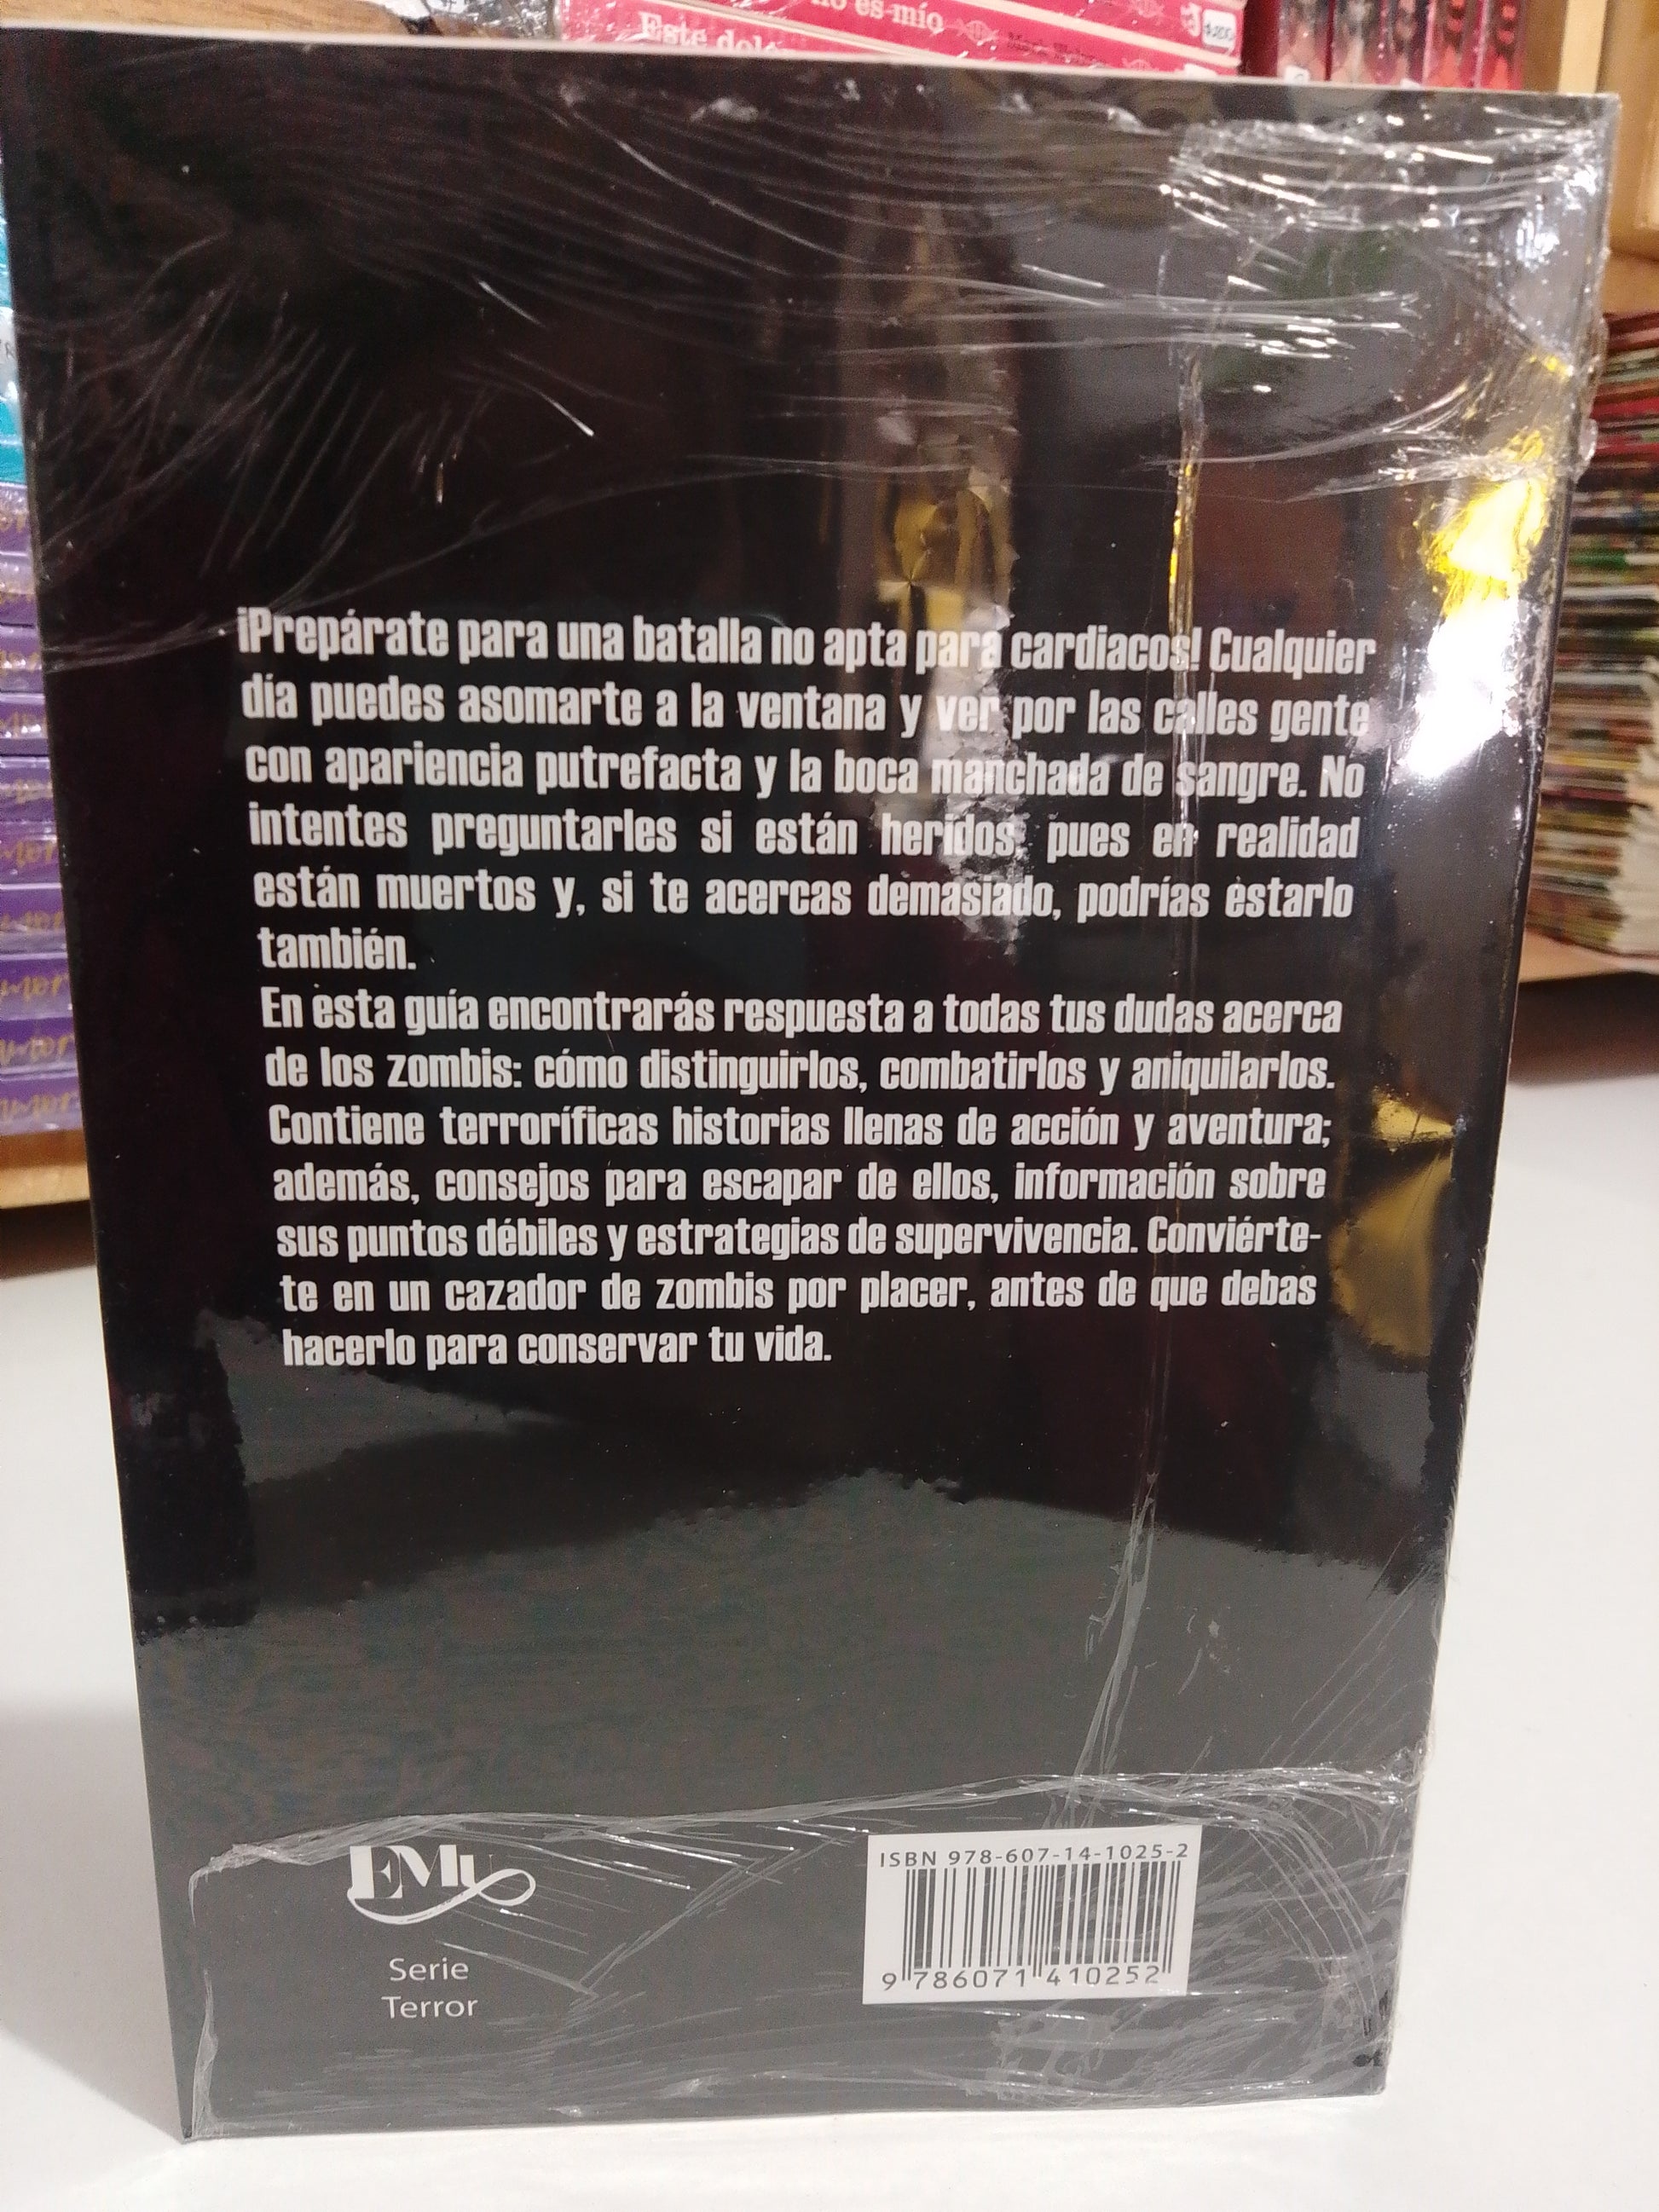 no es mío
Este dolor
¡Prepárate para una batalla no apta para cardiacos! Cualquier
día puedes asomarte a la ventana y ver por las calles gente
con apariencia putrefacta y la boca manchada de sangre. No
intentes preguntarles si están heridos, pues en realidad
están muertos y, si te acercas demasiado, podrías estarlo
también.
En esta guía encontrarás respuesta a todas tus dudas acerca
de los zombis: cómo distinguirlos, combatirlos y aniquilarlos.
Contiene terroríficas historias llenas de acción y aventura;
además, consejos para escapar de ellos, información sobre
sus puntos débiles y estrategias de supervivencia. Conviérte-
te en un cazador de zombis por placer, antes de que debas
hacerlo para conservar tu vida.
EMU
Serie
Terror
ISBN 978-607-14-1025-2
9 786071 410252